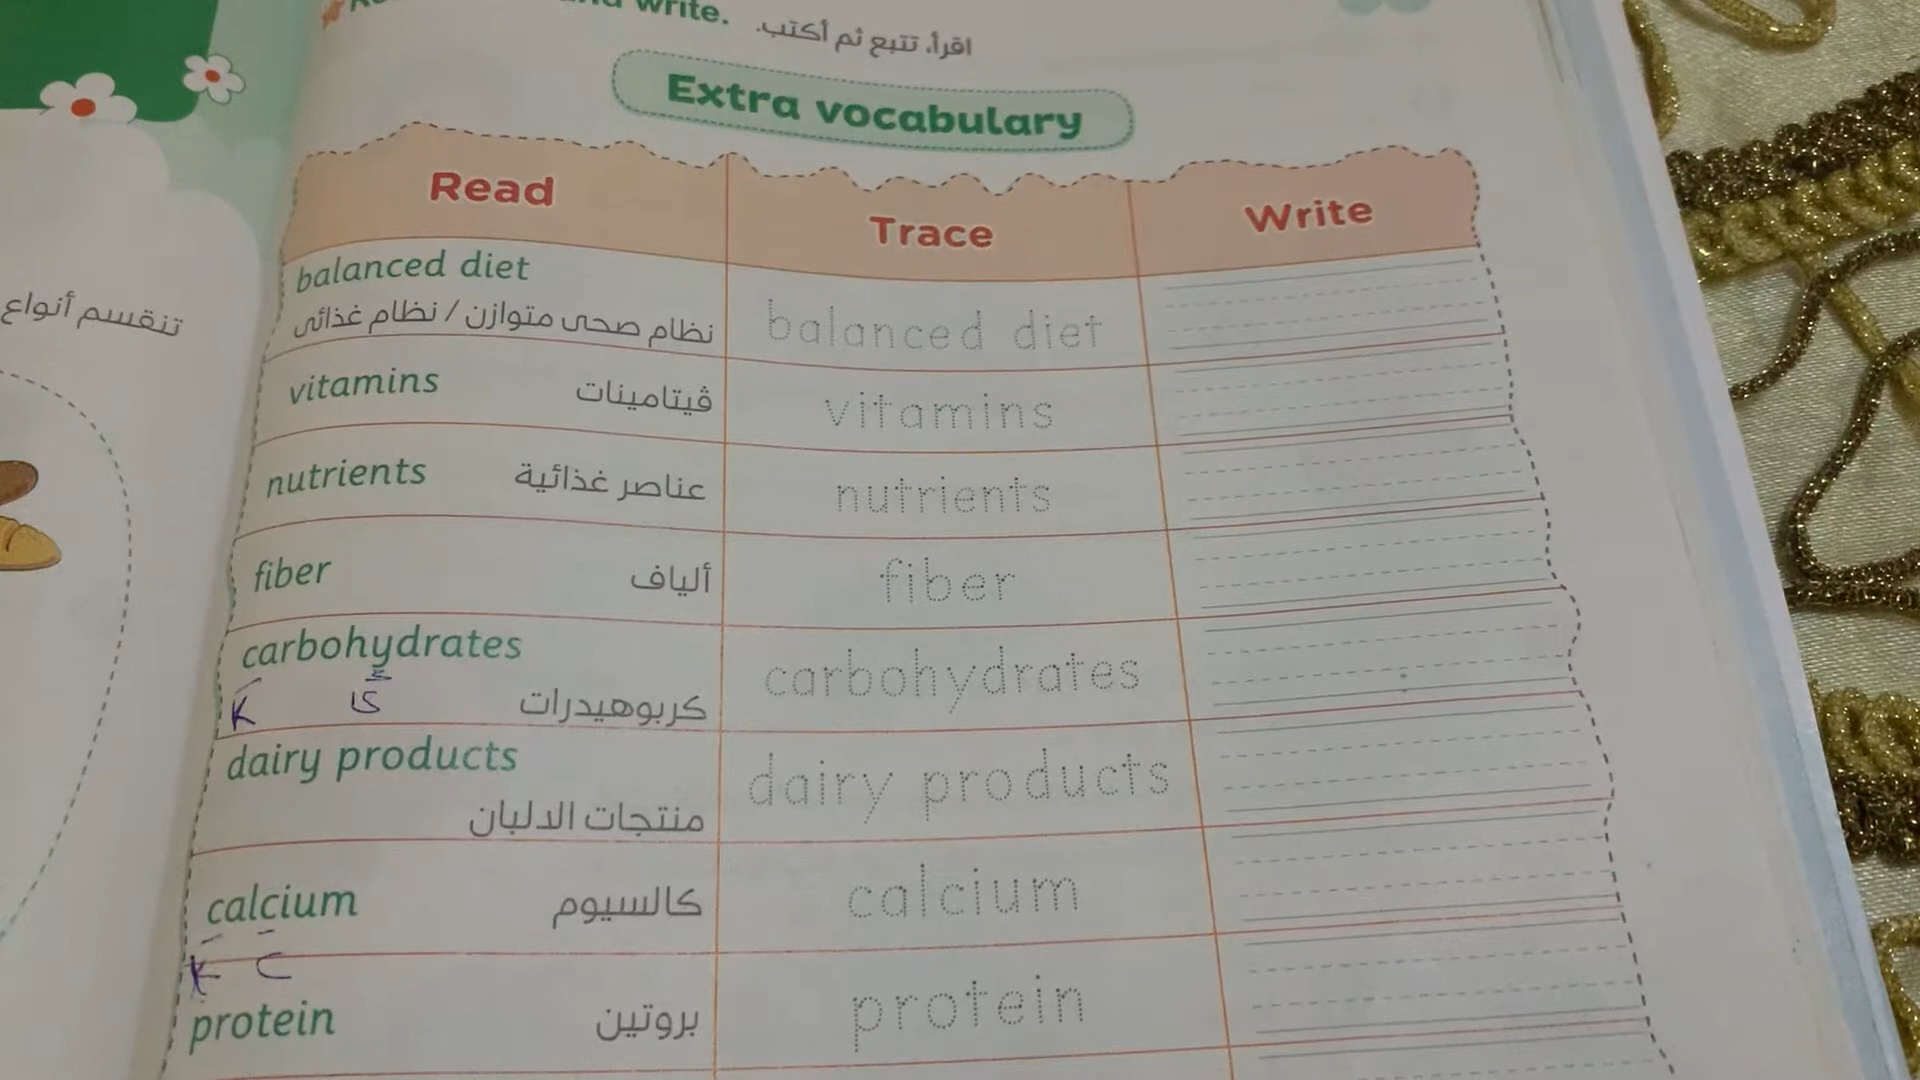 write.
اقرأ، تتبع ثم أكتب.
Extra vocabulary
Read Trace Write
balanced diet
نظام صحى متوازن / نظام غذائى
balanced diet
vitamins ڤيتامينات vitamins
nutrients عناصر غذائية nutrients
fiber ألياف fiber
carbohydrates
K
كربوهيدرات
carbohydrates
dairy products
منتجات الالبان
dairy products
calcium كالسيوم calcium
K
protein بروتين protein
تنقسم أنواع